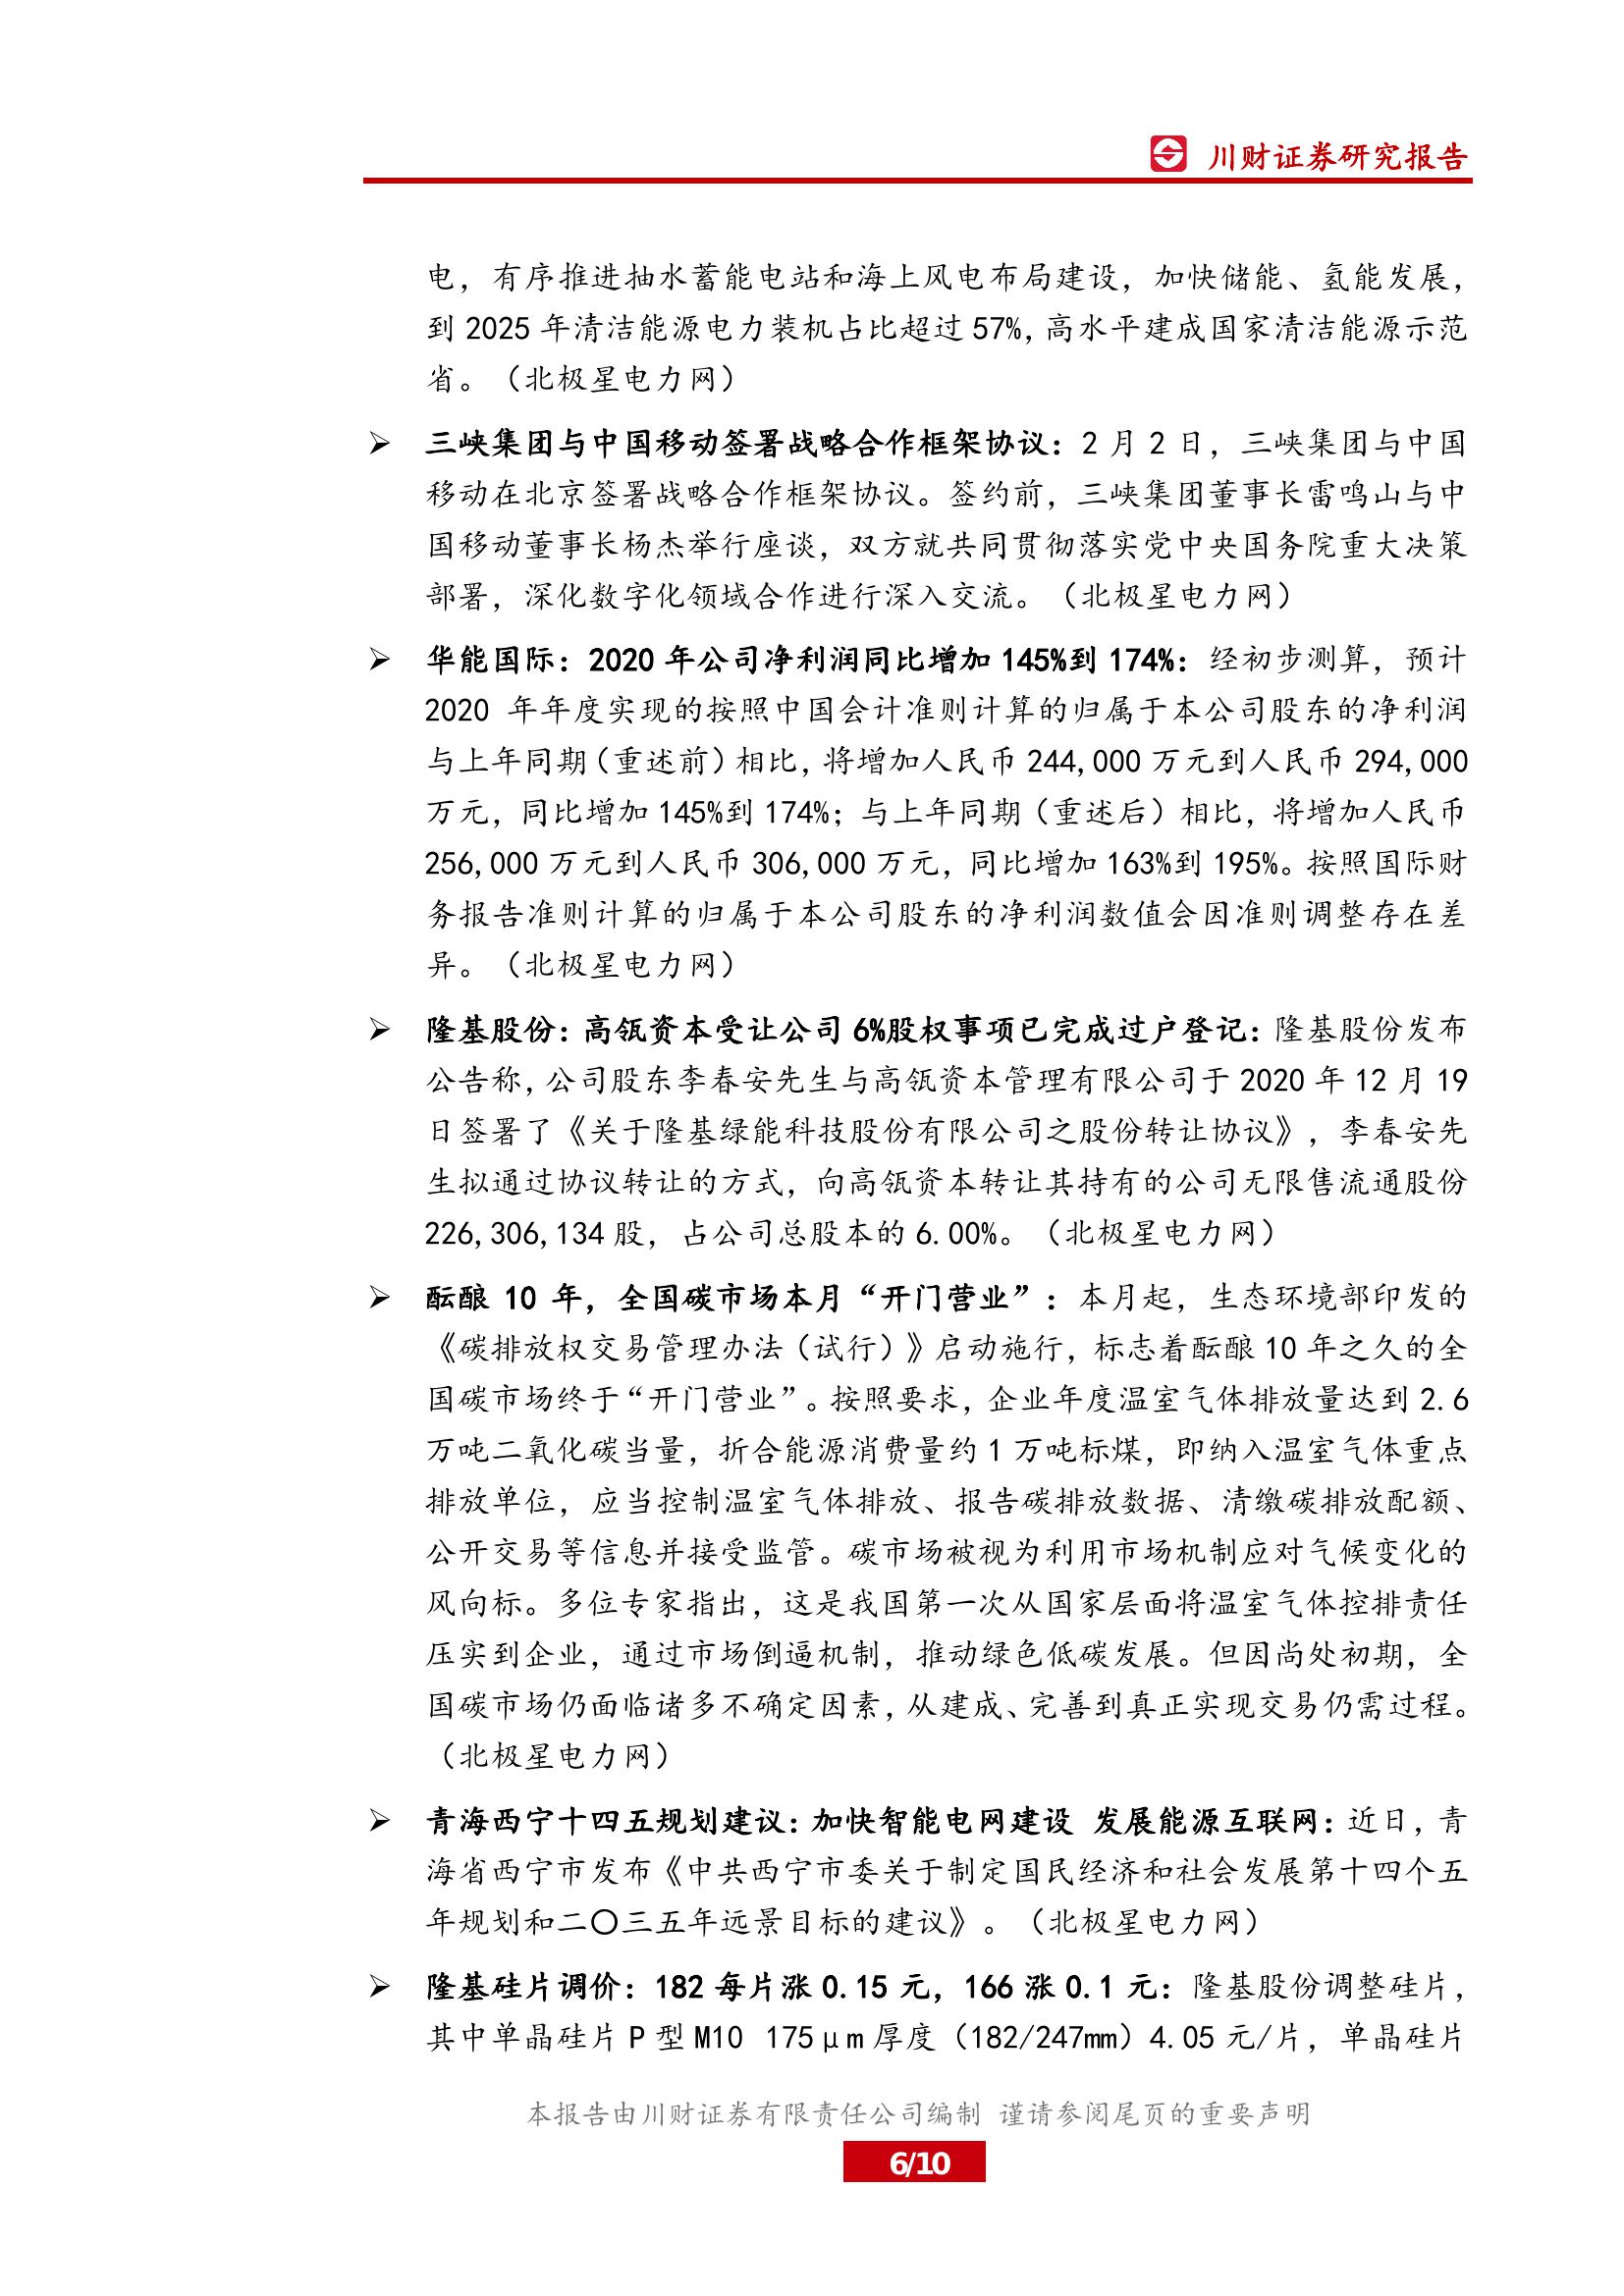 川财证券研究报告
电，有序推进抽水蓄能电站和海上风电布局建设，加快储能、氢能发展，
到 2025 年清洁能源电力装机占比超过 57%，高水平建成国家清洁能源示范
省。（北极星电力网）
➢ 三峡集团与中国移动签署战略合作框架协议：2 月 2 日，三峡集团与中国
移动在北京签署战略合作框架协议。签约前，三峡集团董事长雷鸣山与中
国移动董事长杨杰举行座谈，双方就共同贯彻落实党中央国务院重大决策
部署，深化数字化领域合作进行深入交流。（北极星电力网）
➢ 华能国际：2020 年公司净利润同比增加 145%到 174%：经初步测算，预计
2020 年年度实现的按照中国会计准则计算的归属于本公司股东的净利润
与上年同期（重述前）相比，将增加人民币 244,000 万元到人民币 294,000
万元，同比增加 145%到 174%；与上年同期（重述后）相比，将增加人民币
256,000 万元到人民币 306,000 万元，同比增加 163%到 195%。按照国际财
务报告准则计算的归属于本公司股东的净利润数值会因准则调整存在差
异。（北极星电力网）
➢ 隆基股份：高瓴资本受让公司 6%股权事项已完成过户登记：隆基股份发布
公告称，公司股东李春安先生与高瓴资本管理有限公司于 2020 年 12 月 19
日签署了《关于隆基绿能科技股份有限公司之股份转让协议》，李春安先
生拟通过协议转让的方式，向高瓴资本转让其持有的公司无限售流通股份
226,306,134 股，占公司总股本的 6.00%。（北极星电力网）
➢ 酝酿 10 年，全国碳市场本月“开门营业”：本月起，生态环境部印发的
《碳排放权交易管理办法（试行）》启动施行，标志着酝酿 10 年之久的全
国碳市场终于“开门营业”。按照要求，企业年度温室气体排放量达到 2.6
万吨二氧化碳当量，折合能源消费量约 1 万吨标煤，即纳入温室气体重点
排放单位，应当控制温室气体排放、报告碳排放数据、清缴碳排放配额、
公开交易等信息并接受监管。碳市场被视为利用市场机制应对气候变化的
风向标。多位专家指出，这是我国第一次从国家层面将温室气体控排责任
压实到企业，通过市场倒逼机制，推动绿色低碳发展。但因尚处初期，全
国碳市场仍面临诸多不确定因素，从建成、完善到真正实现交易仍需过程。
（北极星电力网）
➢ 青海西宁十四五规划建议：加快智能电网建设 发展能源互联网：近日，青
海省西宁市发布《中共西宁市委关于制定国民经济和社会发展第十四个五
年规划和二〇三五年远景目标的建议》。（北极星电力网）
➢ 隆基硅片调价：182 每片涨 0.15 元，166 涨 0.1 元：隆基股份调整硅片，
其中单晶硅片 P 型 M10 175μm 厚度（182/247mm）4.05 元/片，单晶硅片
本报告由川财证券有限责任公司编制 谨请参阅尾页的重要声明
6/10